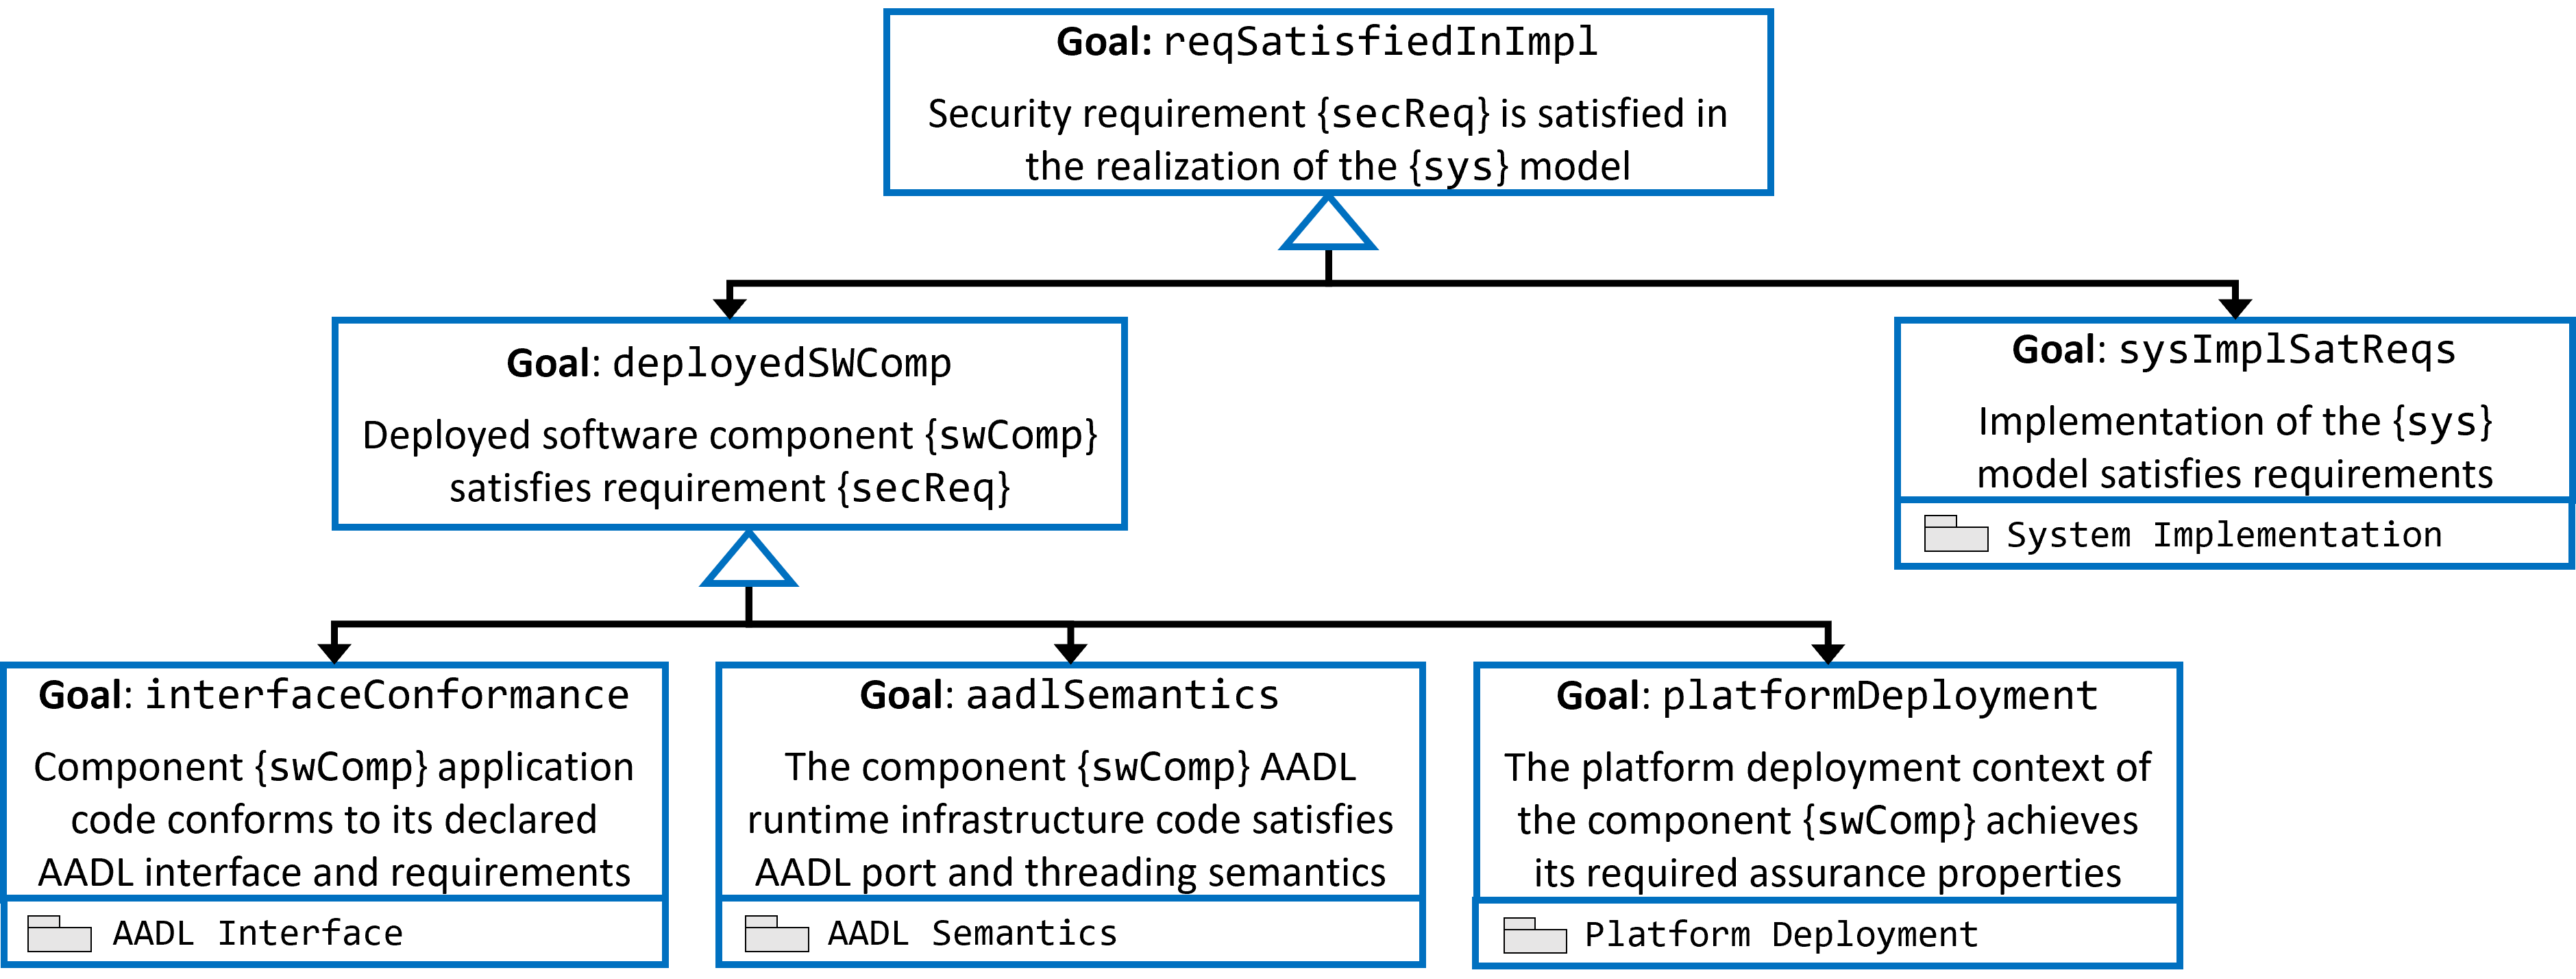 Goal: reqSatisfiedInImpl
Security requirement {secReq} is satisfied in
the realization of the {sys} model
Goal: deployedSWComp
Deployed software component {swComp}
satisfies requirement {secReq}
Goal: sysImplSatReqs
Implementation of the {sys}
model satisfies requirements
System Implementation
Goal: interfaceConformance
Component {swComp} application
code conforms to its declared
AADL interface and requirements
AADL Interface
Goal: aadlSemantics
The component {swComp} AADL
runtime infrastructure code satisfies
AADL port and threading semantics
AADL Semantics
Goal: platformDeployment
The platform deployment context of
the component {swComp} achieves
its required assurance properties
Platform Deployment